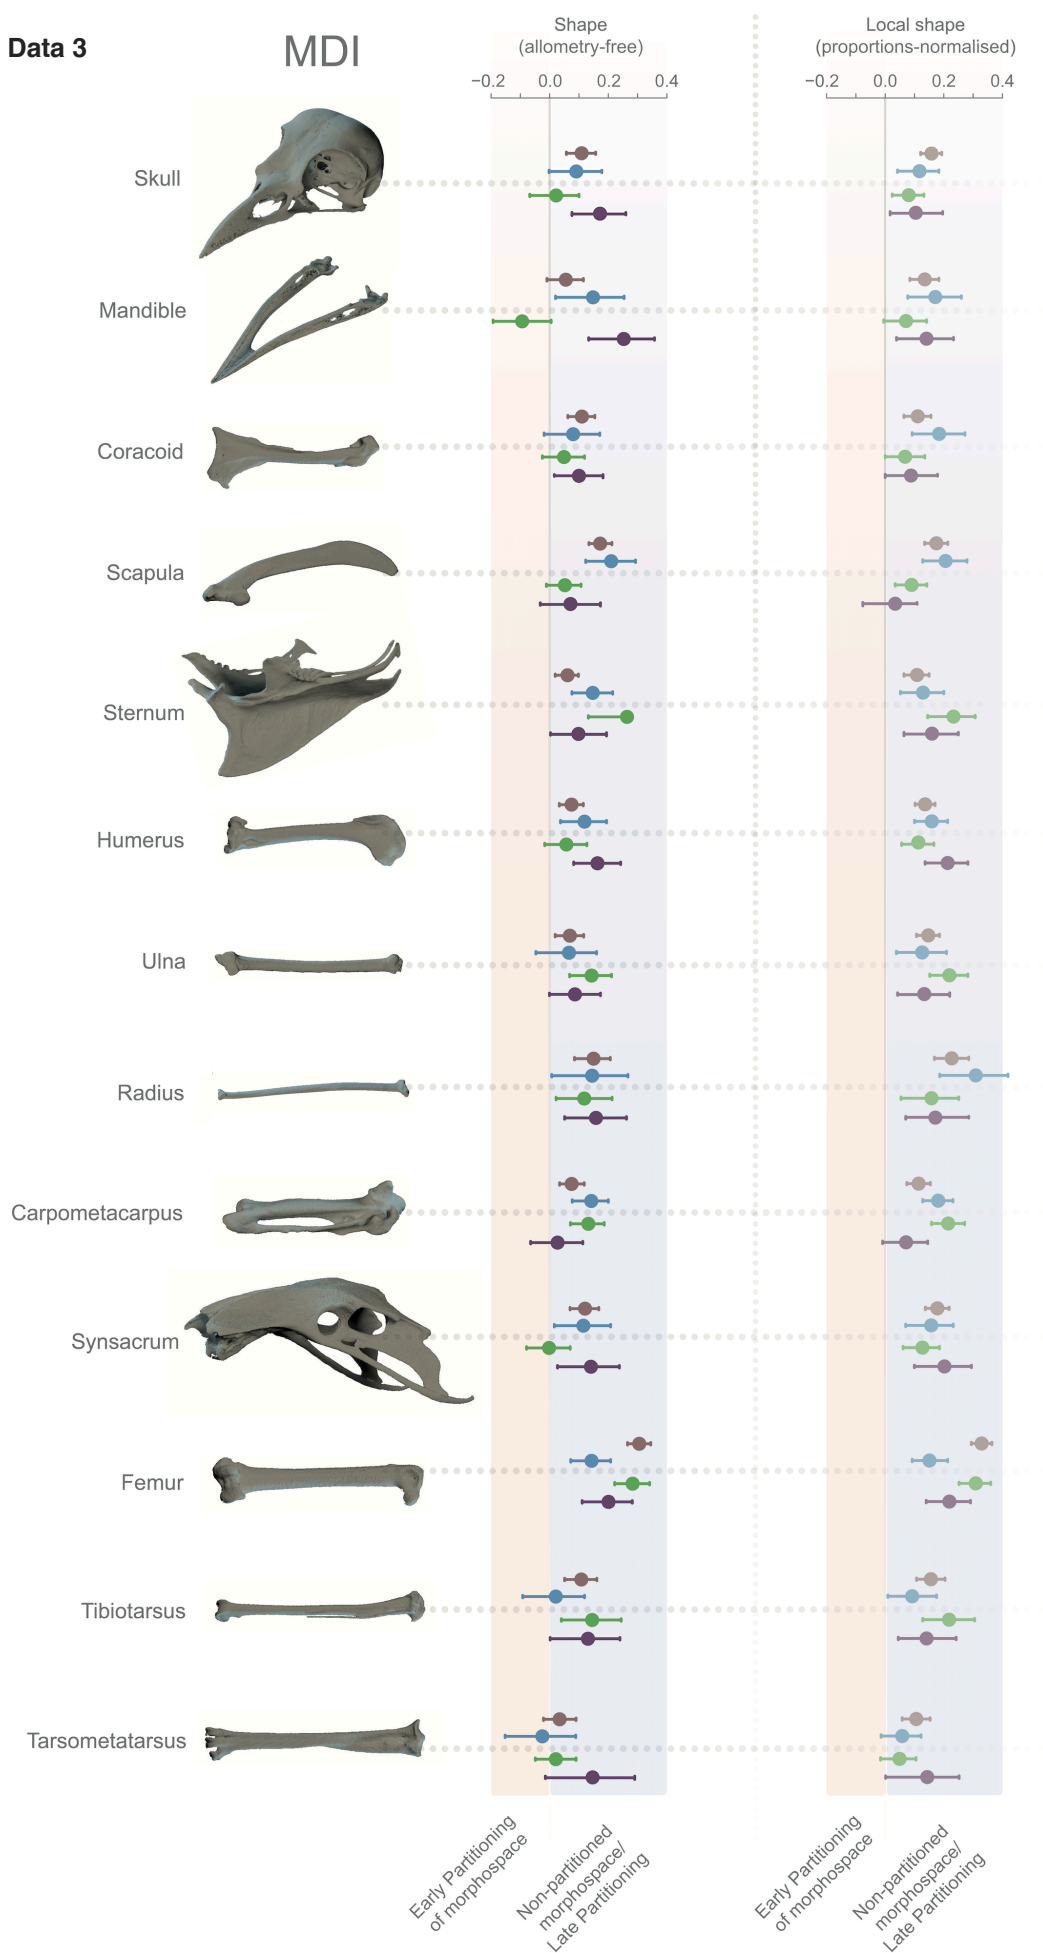 Data 3
MDI
Shape
(allometry-free)
Local shape
(proportions-normalised)
−0.2 0.0 0.2 0.4
−0.2 0.0 0.2 0.4
Skull
Mandible
Coracoid
Scapula
Sternum
Humerus
Ulna
Radius
Carpometacarpus
Synsacrum
Femur
Tibiotarsus
Tarsometatarsus
Early Partitioning
of morphospace
Non-partitioned
morphospace/
Late Partitioning
Early Partitioning
of morphospace
Non-partitioned
morphospace/
Late Partitioning